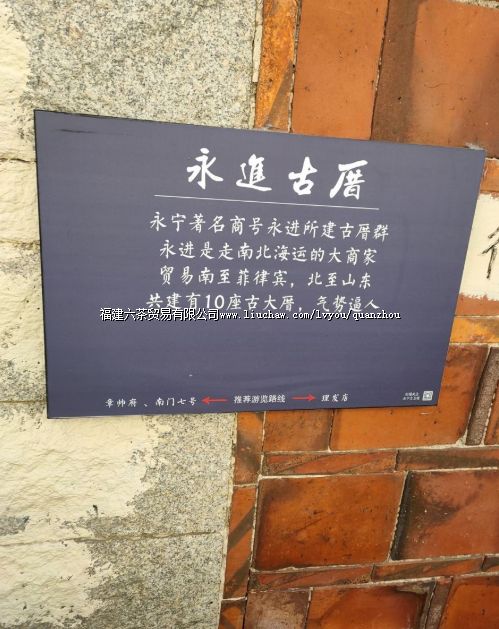 永進古厝
永宁著名商号永进所建古厝群
永进是走南北海运的大商家
贸易南至菲律宾，北至山东
共建有10座古大厝，气势逼人
福建六茶贸易有限公司www.liuchaw.com/lvyou/quanzhou
章帅府、南门七号 ← 推荐游览路线 → 理发店